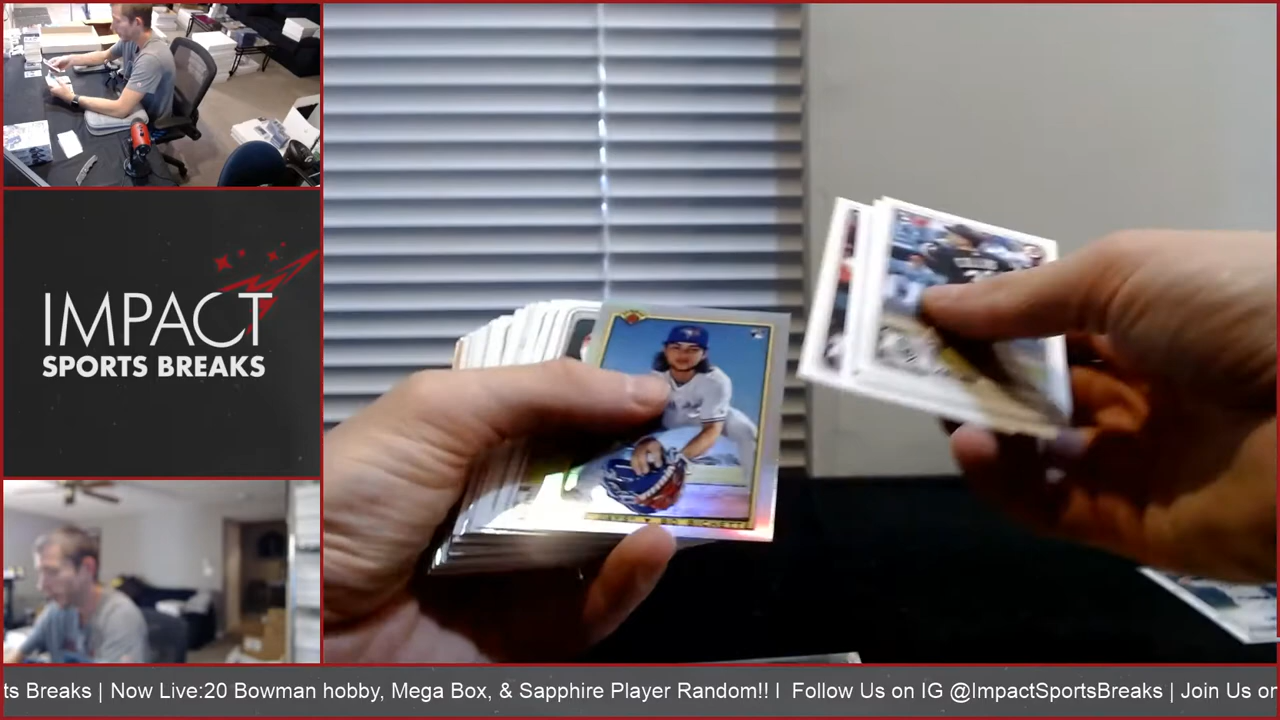 IMPACT
SPORTS BREAKS
ts Breaks | Now Live:20 Bowman hobby, Mega Box, & Sapphire Player Random!! I Follow Us on IG @ImpactSportsBreaks | Join Us or